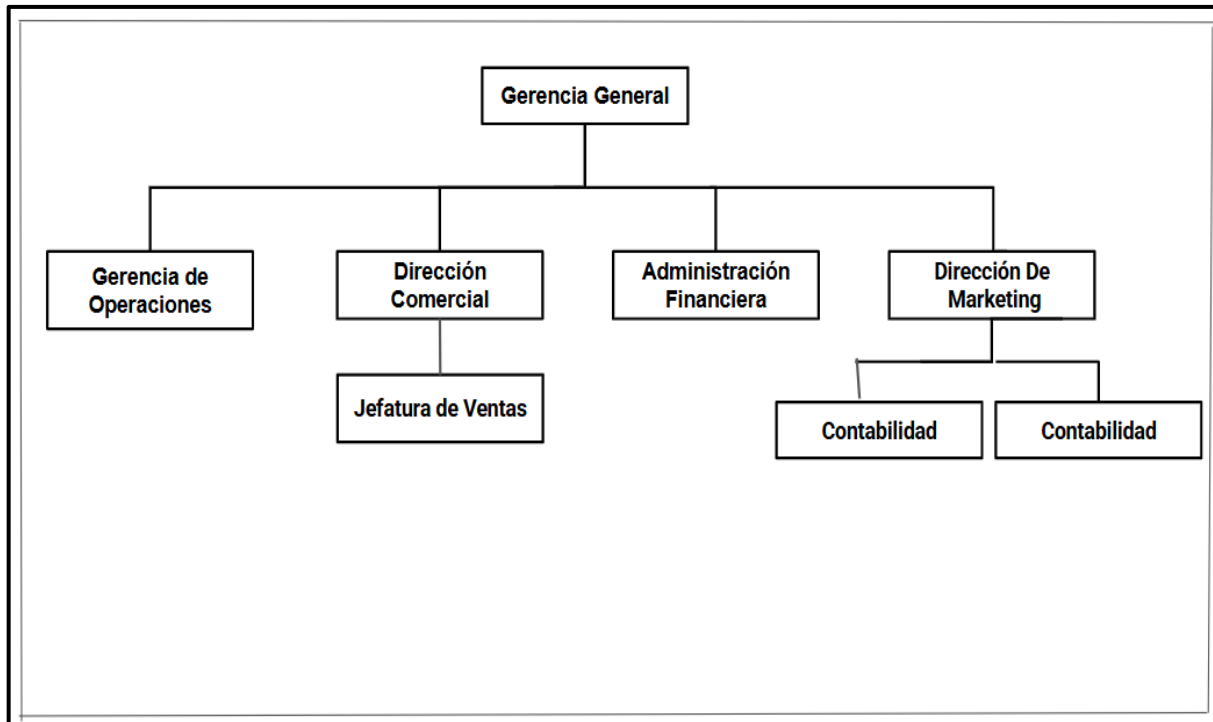 Gerencia General
Gerencia de
Operaciones
Dirección
Comercial
Administración
Financiera
Dirección De
Marketing
Jefatura de Ventas
Contabilidad
Contabilidad